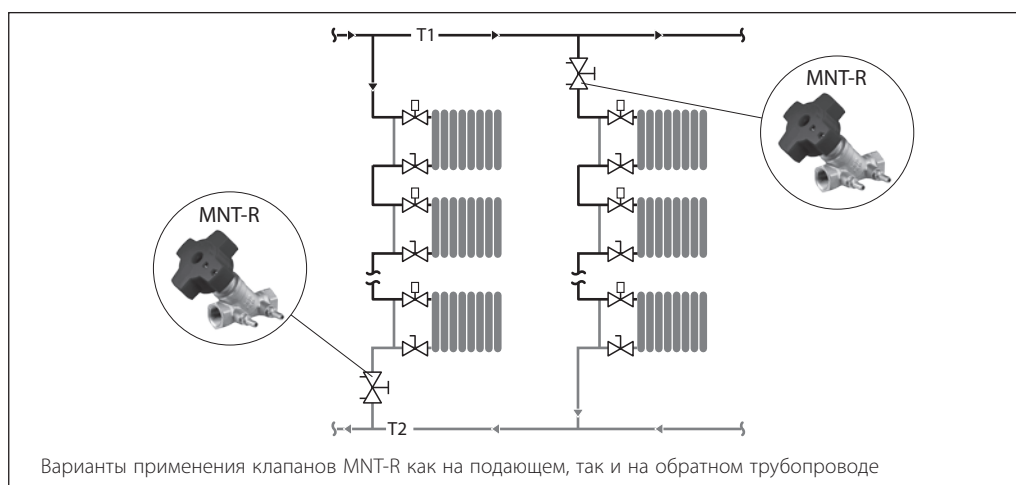 T1
MNT-R
MNT-R
T2
Варианты применения клапанов MNT-R как на подающем, так и на обратном трубопроводе